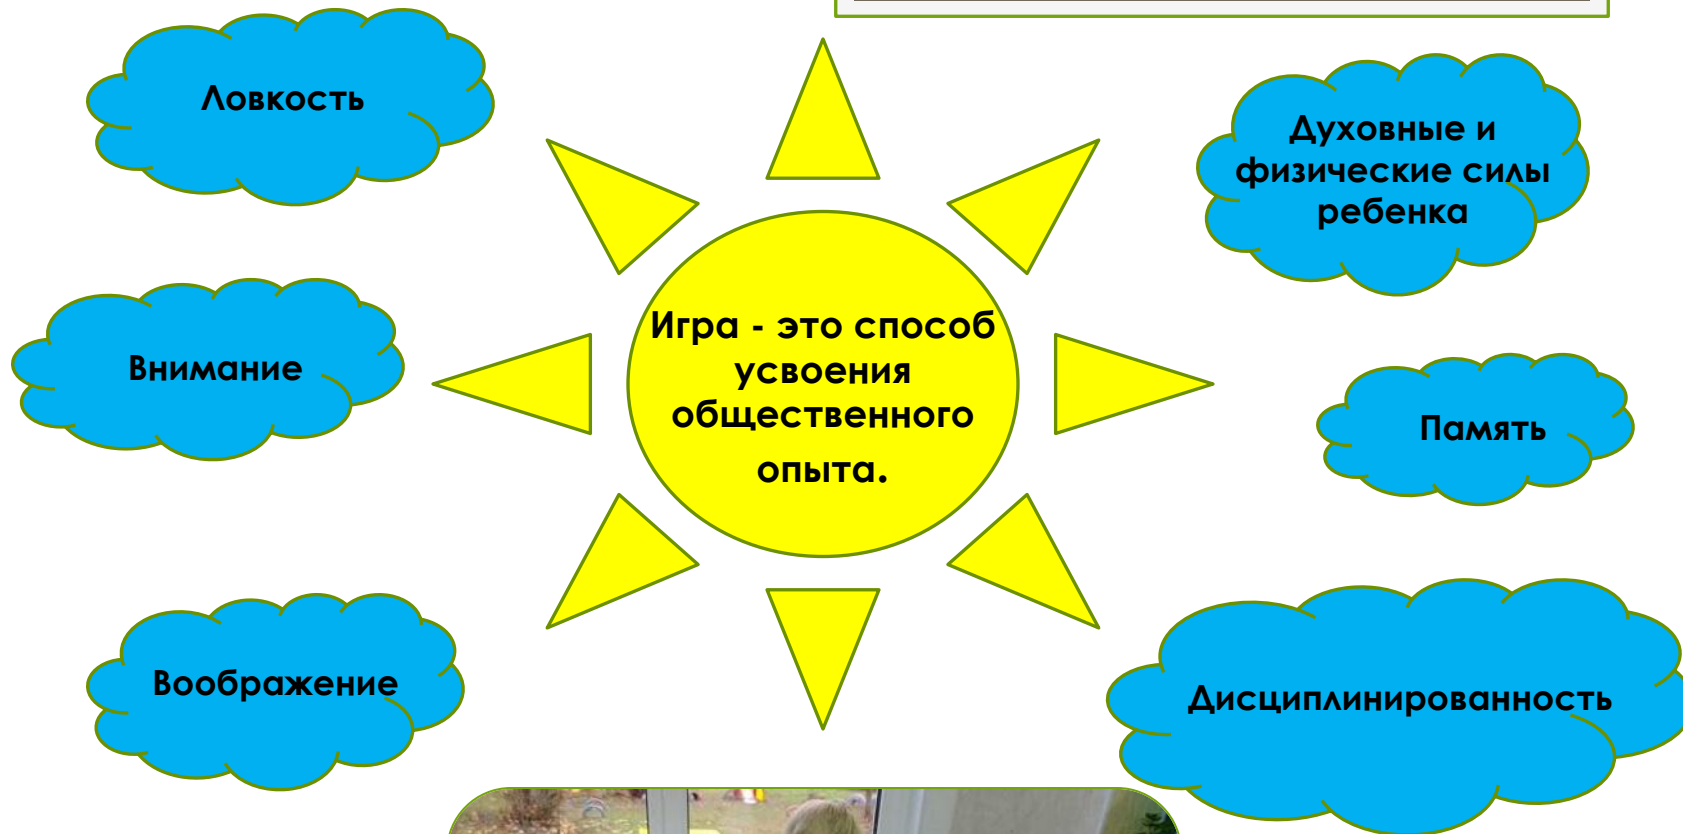 Ловкость
Духовные и
физические силы
ребенка
Игра - это способ
усвоения
общественного
опыта.
Внимание
Память
Воображение
Дисциплинированность